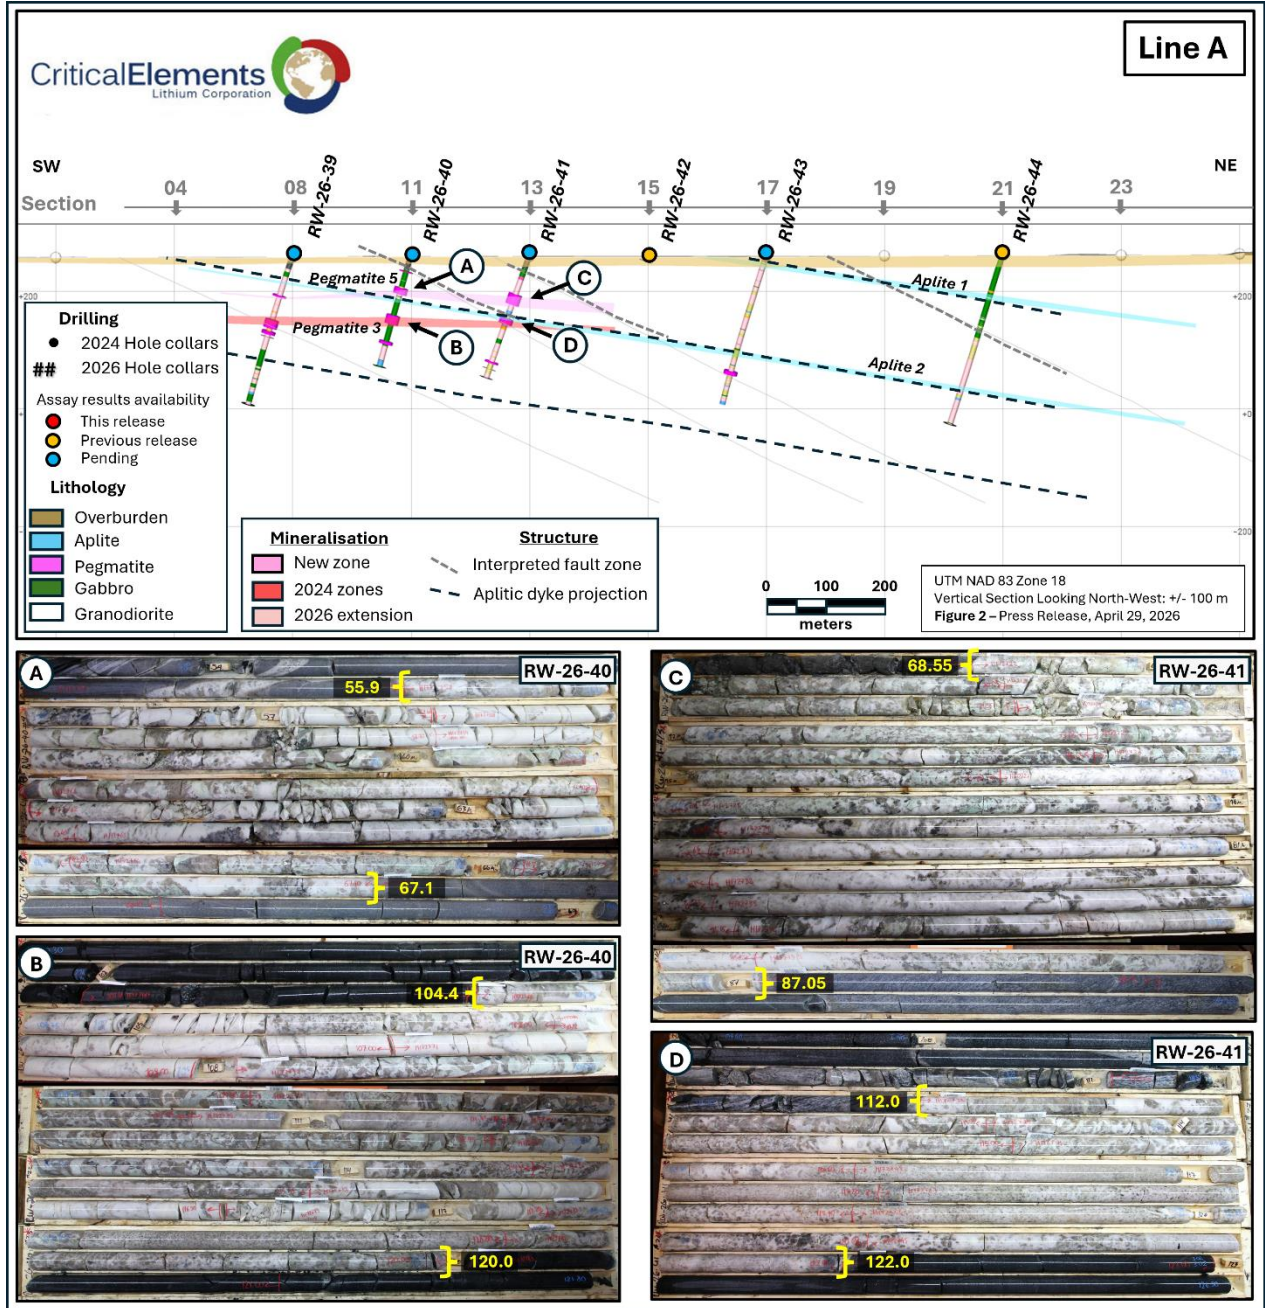 Line A
CriticalElements
Lithium Corporation
SW
NE
Section
04
08
11
13
15
17
19
21
23
RW-26-39
RW-26-40
RW-26-41
RW-26-42
RW-26-43
RW-26-44
Pegmatite 5
A
C
Aplite 1
+200
+200
Pegmatite 3
B
D
Aplite 2
+0
-200
Drilling
2024 Hole collars
## 2026 Hole collars
Assay results availability
This release
Previous release
Pending
Lithology
Overburden
Aplite
Pegmatite
Gabbro
Granodiorite
Mineralisation
New zone
2024 zones
2026 extension
Structure
Interpreted fault zone
Aplitic dyke projection
0 100 200
meters
UTM NAD 83 Zone 18
Vertical Section Looking North-West: +/- 100 m
Figure 2 – Press Release, April 29, 2026
A
RW-26-40
55.9
67.1
B
RW-26-40
104.4
120.0
C
RW-26-41
68.55
87.05
D
RW-26-41
112.0
122.0